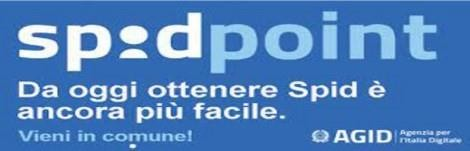 spidpoint
Da oggi ottenere Spid è
ancora più facile.
Vieni in comune!
AGID Agenzia per
l'Italia Digitale